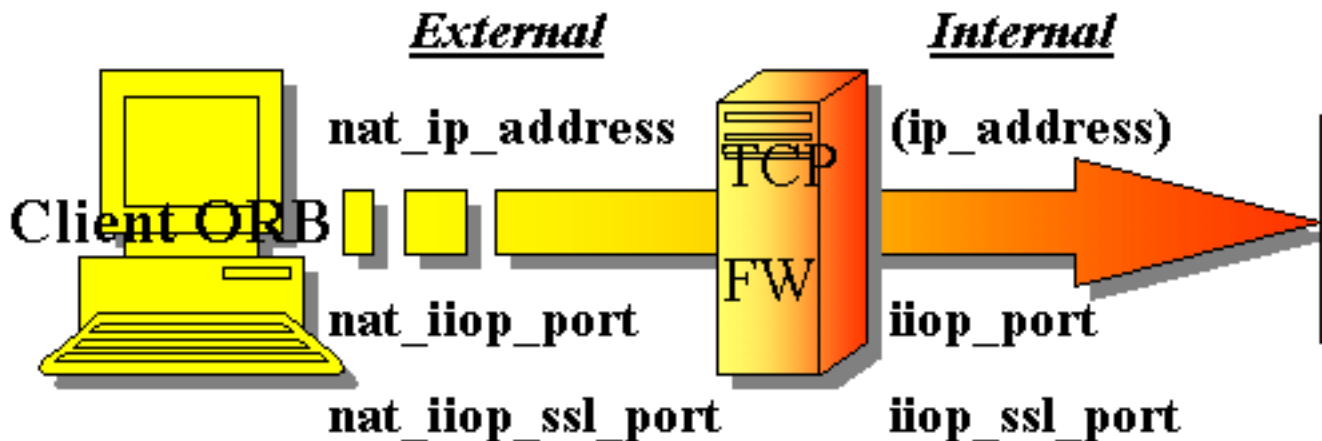 External Internal
nat_ip_address (ip_address)
TCP
Client ORB
FW
nat_iiop_port iiop_port
nat_iiop_ssl_port iiop_ssl_port